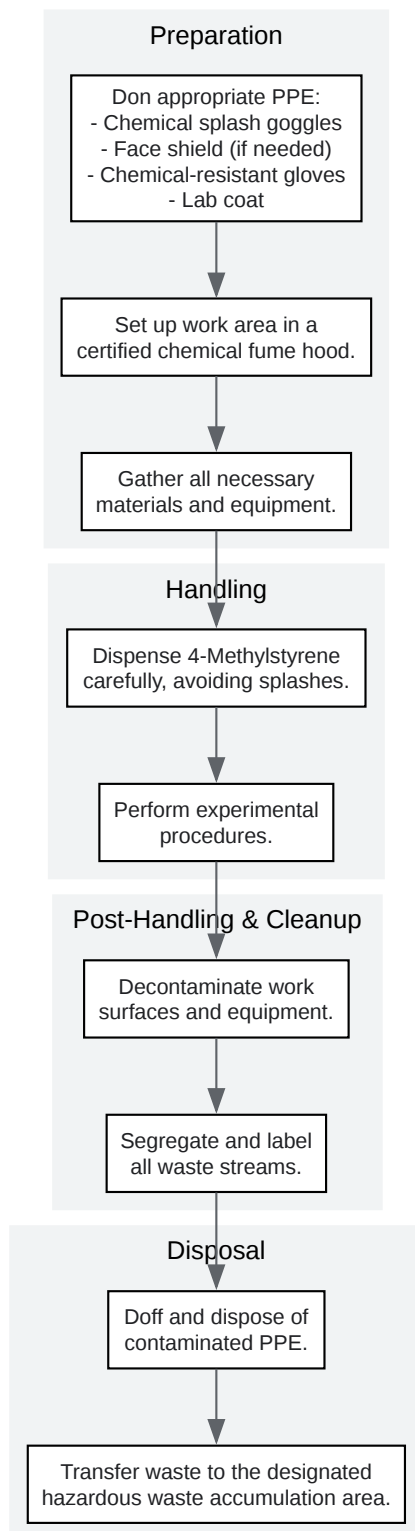 Preparation
Don appropriate PPE:
- Chemical splash goggles
- Face shield (if needed)
- Chemical-resistant gloves
- Lab coat
Set up work area in a
certified chemical fume hood.
Gather all necessary
materials and equipment.
Handling
Dispense 4-Methylstyrene
carefully, avoiding splashes.
Perform experimental
procedures.
Post-Handling & Cleanup
Decontaminate work
surfaces and equipment.
Segregate and label
all waste streams.
Disposal
Doff and dispose of
contaminated PPE.
Transfer waste to the designated
hazardous waste accumulation area.